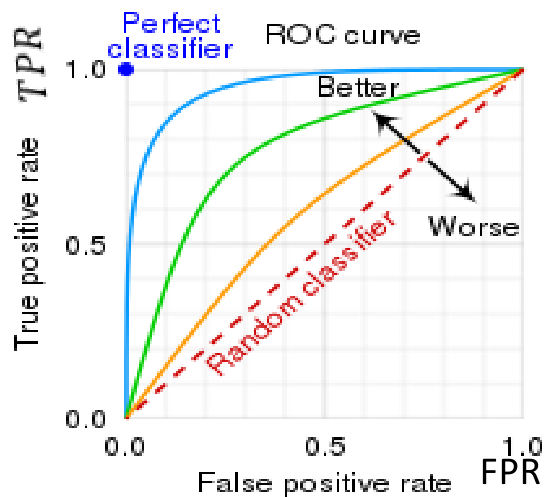 Perfect
classifier
ROC curve
TPR
True positive rate
1.0
0.5
0.0
Better
Worse
Random classifier
0.0
0.5
1.0
False positive rate
FPR